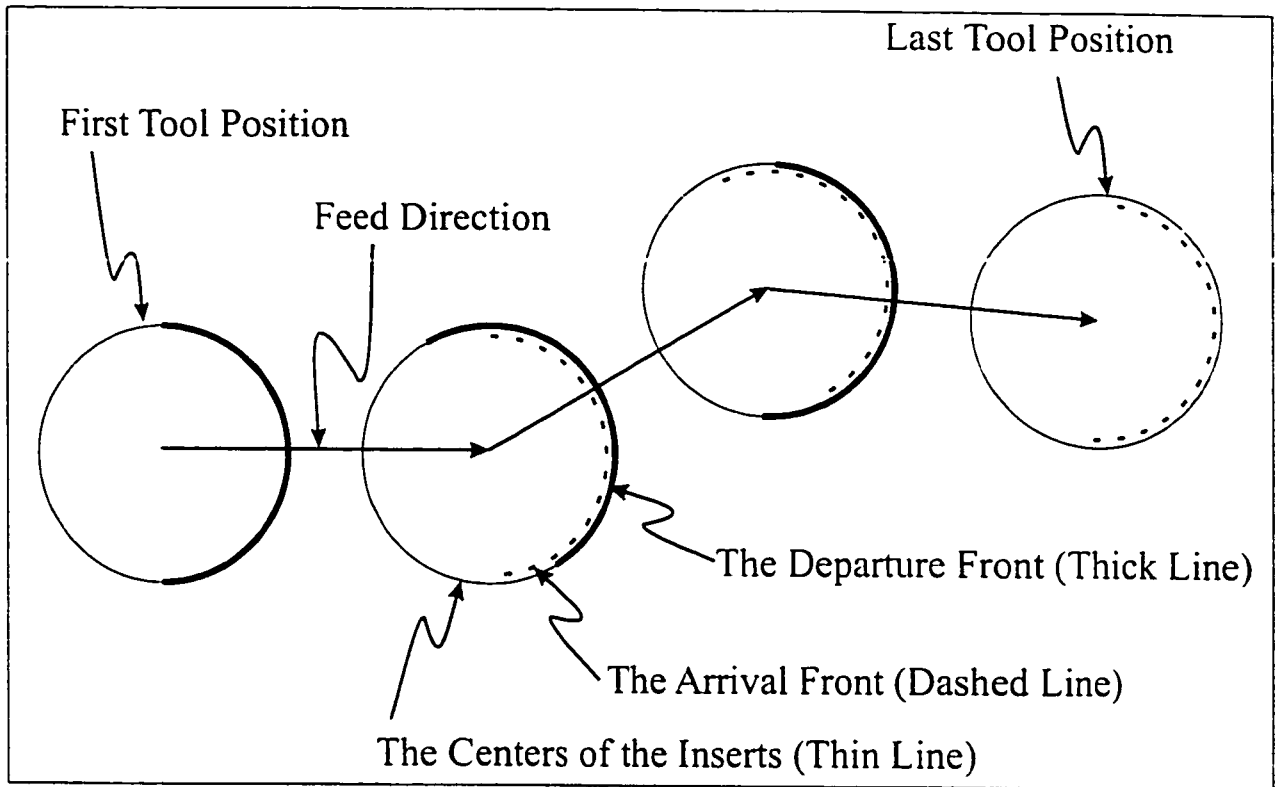 Last Tool Position
First Tool Position
Feed Direction
The Departure Front (Thick Line)
The Arrival Front (Dashed Line)
The Centers of the Inserts (Thin Line)